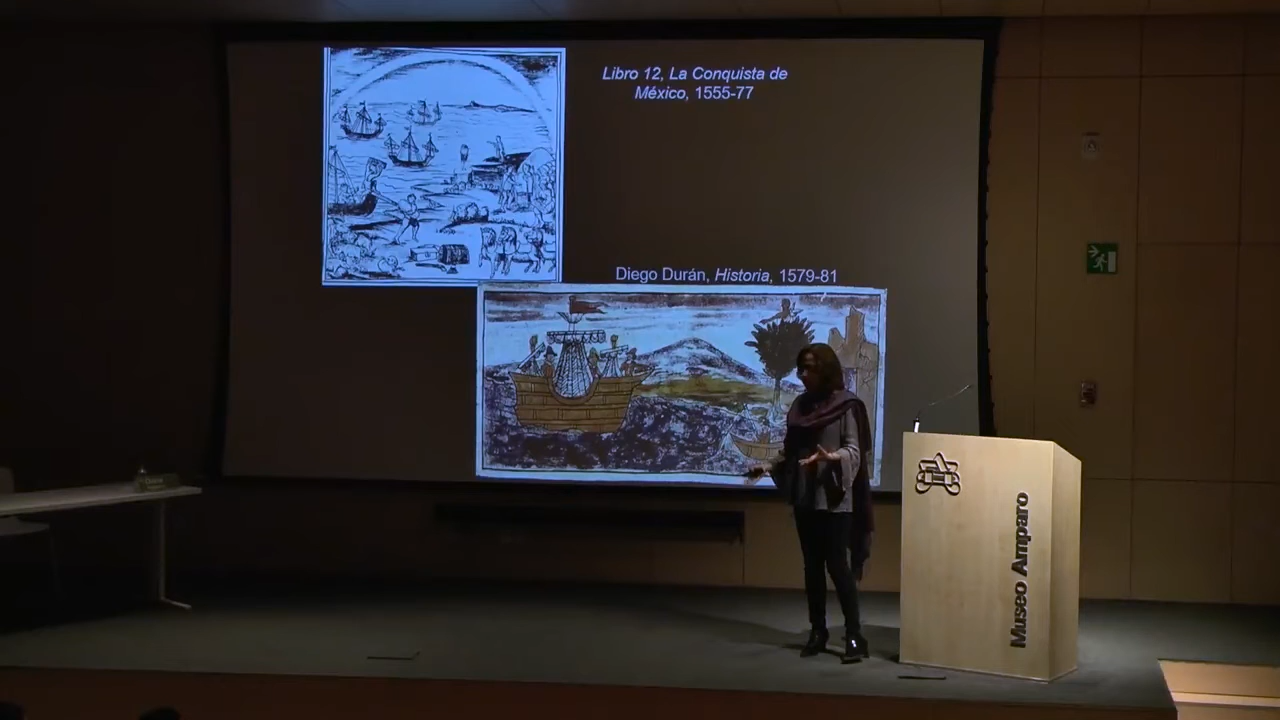 Libro 12, La Conquista de
México, 1555-77
Diego Durán, Historia, 1579-81
Museo Amparo